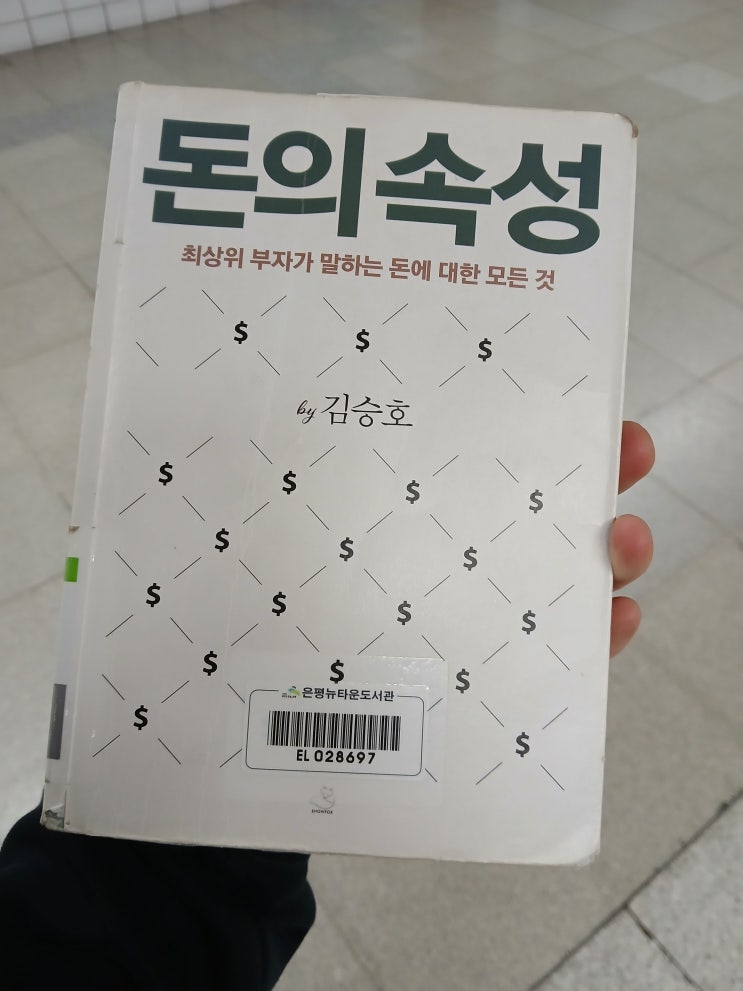 돈의 속성
최상위 부자가 말하는 돈에 대한 모든 것
$ $ $
by 김승호
$ $ $ $
$ $ $
$ $ $ $
$ $ $
$ $
은평뉴타운도서관
EL 028697
SNOWFOX